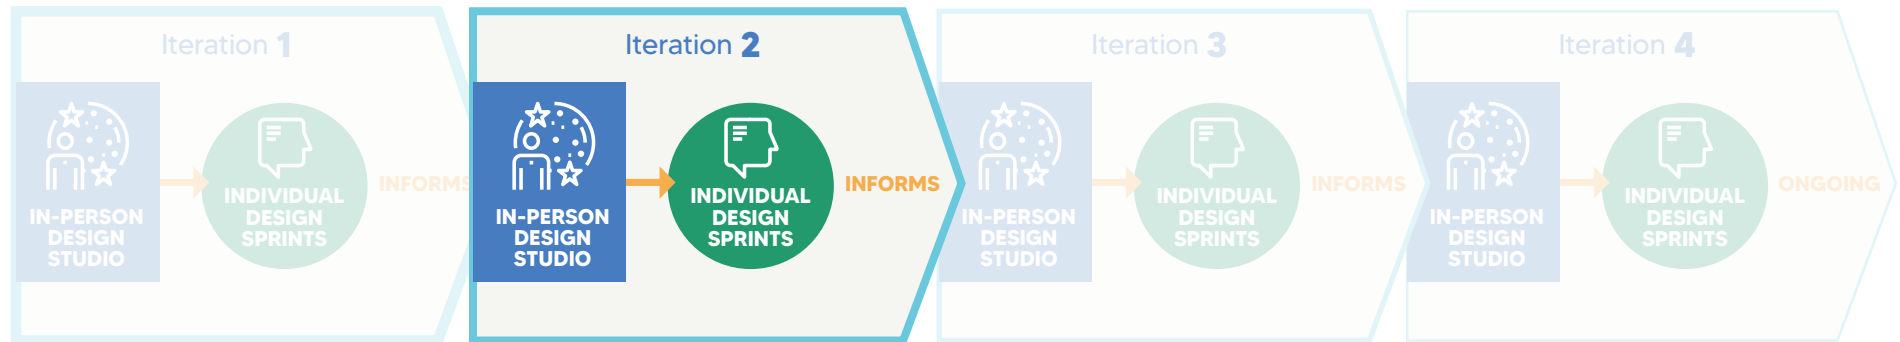 Iteration 1
IN-PERSON
DESIGN
STUDIO
INDIVIDUAL
DESIGN
SPRINTS
INFORMS
Iteration 2
IN-PERSON
DESIGN
STUDIO
INDIVIDUAL
DESIGN
SPRINTS
INFORMS
Iteration 3
IN-PERSON
DESIGN
STUDIO
INDIVIDUAL
DESIGN
SPRINTS
INFORMS
Iteration 4
IN-PERSON
DESIGN
STUDIO
INDIVIDUAL
DESIGN
SPRINTS
ONGOING